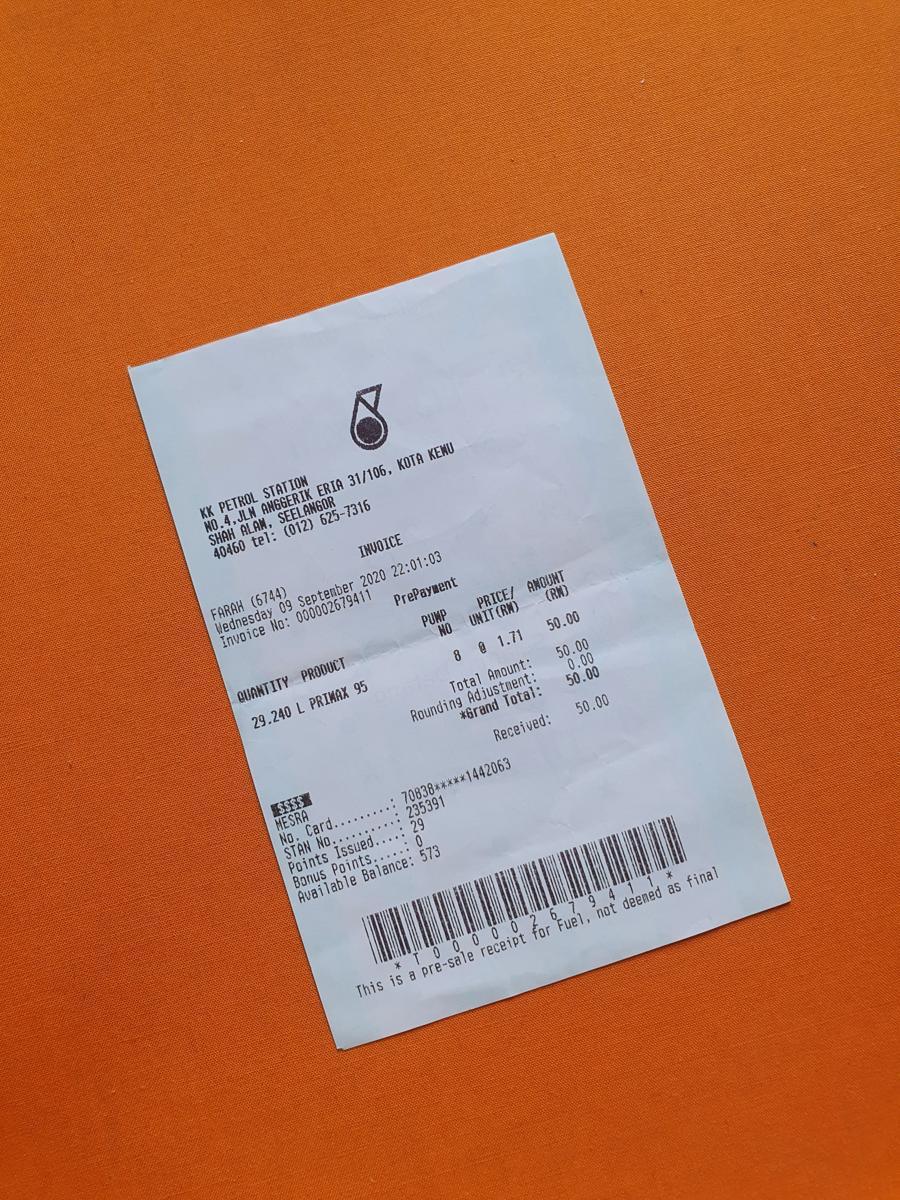 KK PETROL STATION
NO.4,JLN ANGGERIK ERIA 31/106, KOTA KEMU
SHAH ALAM, SEELANGOR
40460 tel: (012) 625-7316
INVOICE
FARAH (6744)
Wednesday 09 September 2020 22:01:03
Invoice No: 000002679411 PrePayment
QUANTITY PRODUCT PUMP NO PRICE/ UNIT(RM) AMOUNT (RM)
29.240 L PRIMAX 95 8 @ 1.71 50.00
Total Amount: 50.00
Rounding Adjustment: 0.00
*Grand Total: 50.00
Received: 50.00
$$$$
MESRA
No. Card.........: 70838*****1442063
STAN No..........: 235391
Points Issued....: 29
Bonus Points.....: 0
Available Balance: 573
* T 0 0 0 0 0 2 6 7 9 4 1 1 *
This is a pre-sale receipt for Fuel, not deemed as final